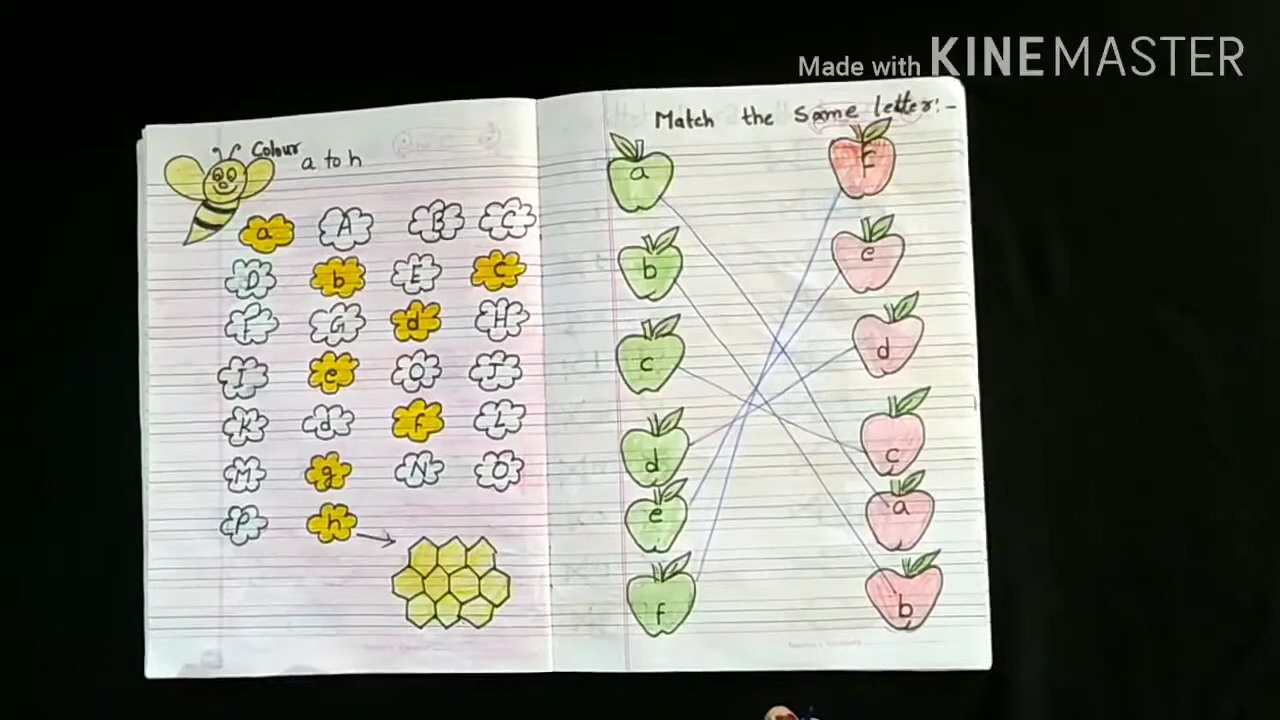 Made with KINEMASTER
Colour a to h
a A B C
D b E c
F G d H
I e O J
K d f L
M g N O
P h
Match the Same letter:-
a F
b e
c d
d c
e a
f b